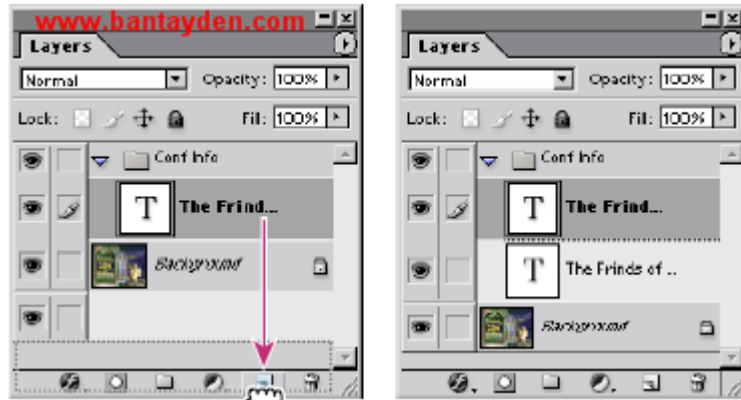 www.bantayden.com
Layers
Normal Opacity: 100%
Lock: Fill: 100%
Conf Info
T The Frind...
Background
Layers
Normal Opacity: 100%
Lock: Fill: 100%
Conf Info
T The Frind...
T The Frinds of ..
Background